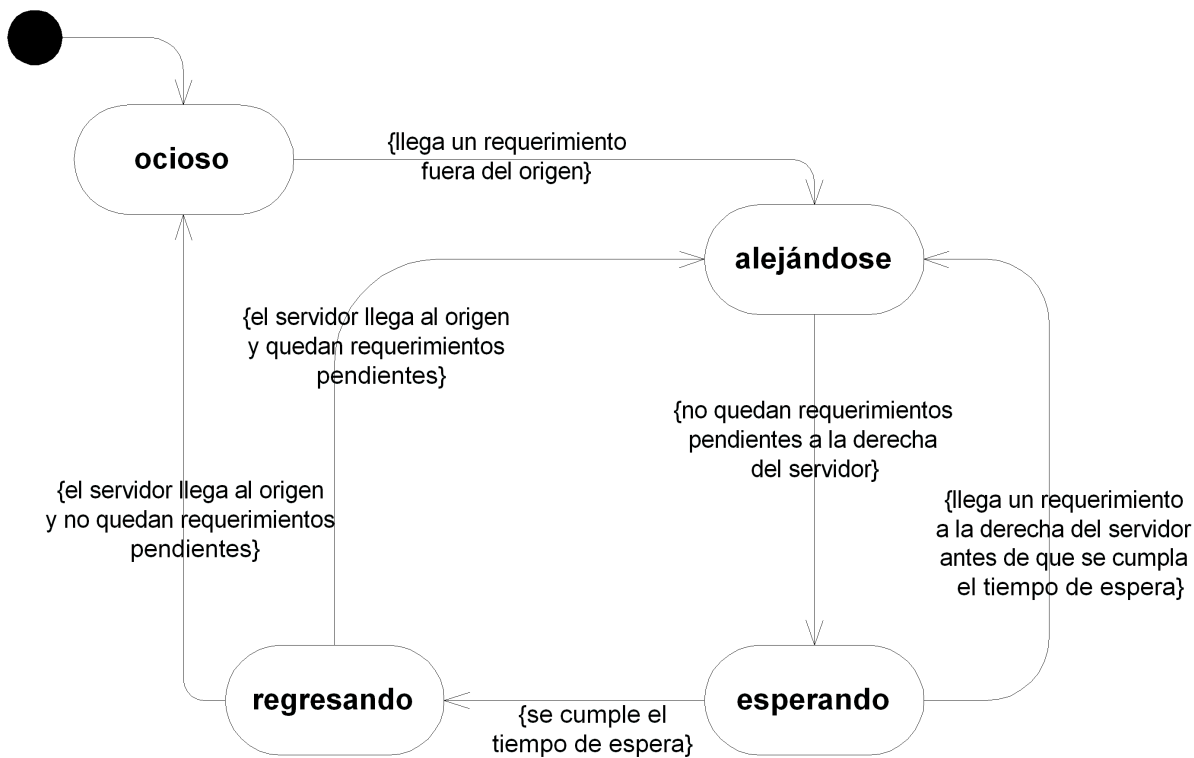 ocioso
{llega un requerimiento
fuera del origen}
alejándose
{el servidor llega al origen
y quedan requerimientos
pendientes}
{no quedan requerimientos
pendientes a la derecha
del servidor}
{el servidor llega al origen
y no quedan requerimientos
pendientes}
{llega un requerimiento
a la derecha del servidor
antes de que se cumpla
el tiempo de espera}
regresando
esperando
{se cumple el
tiempo de espera}